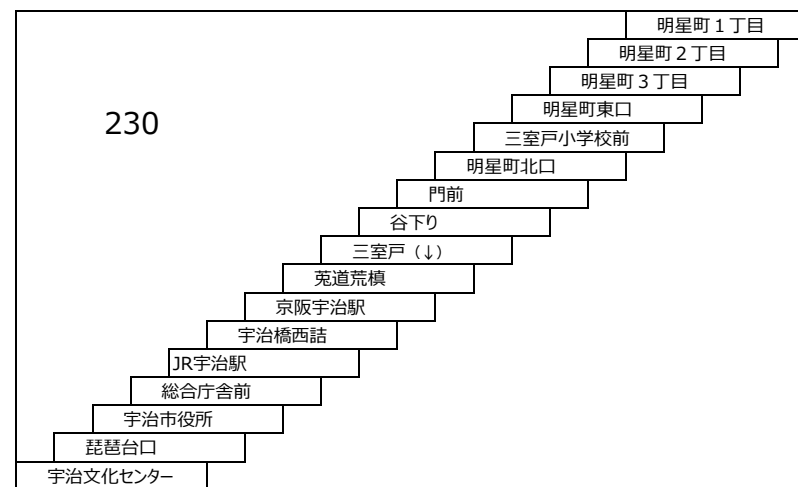 明星町１丁目
明星町２丁目
明星町３丁目
230
明星町東口
三室戸小学校前
明星町北口
門前
谷下り
三室戸（↓）
莵道荒槙
京阪宇治駅
宇治橋西詰
JR宇治駅
総合庁舎前
宇治市役所
琵琶台口
宇治文化センター